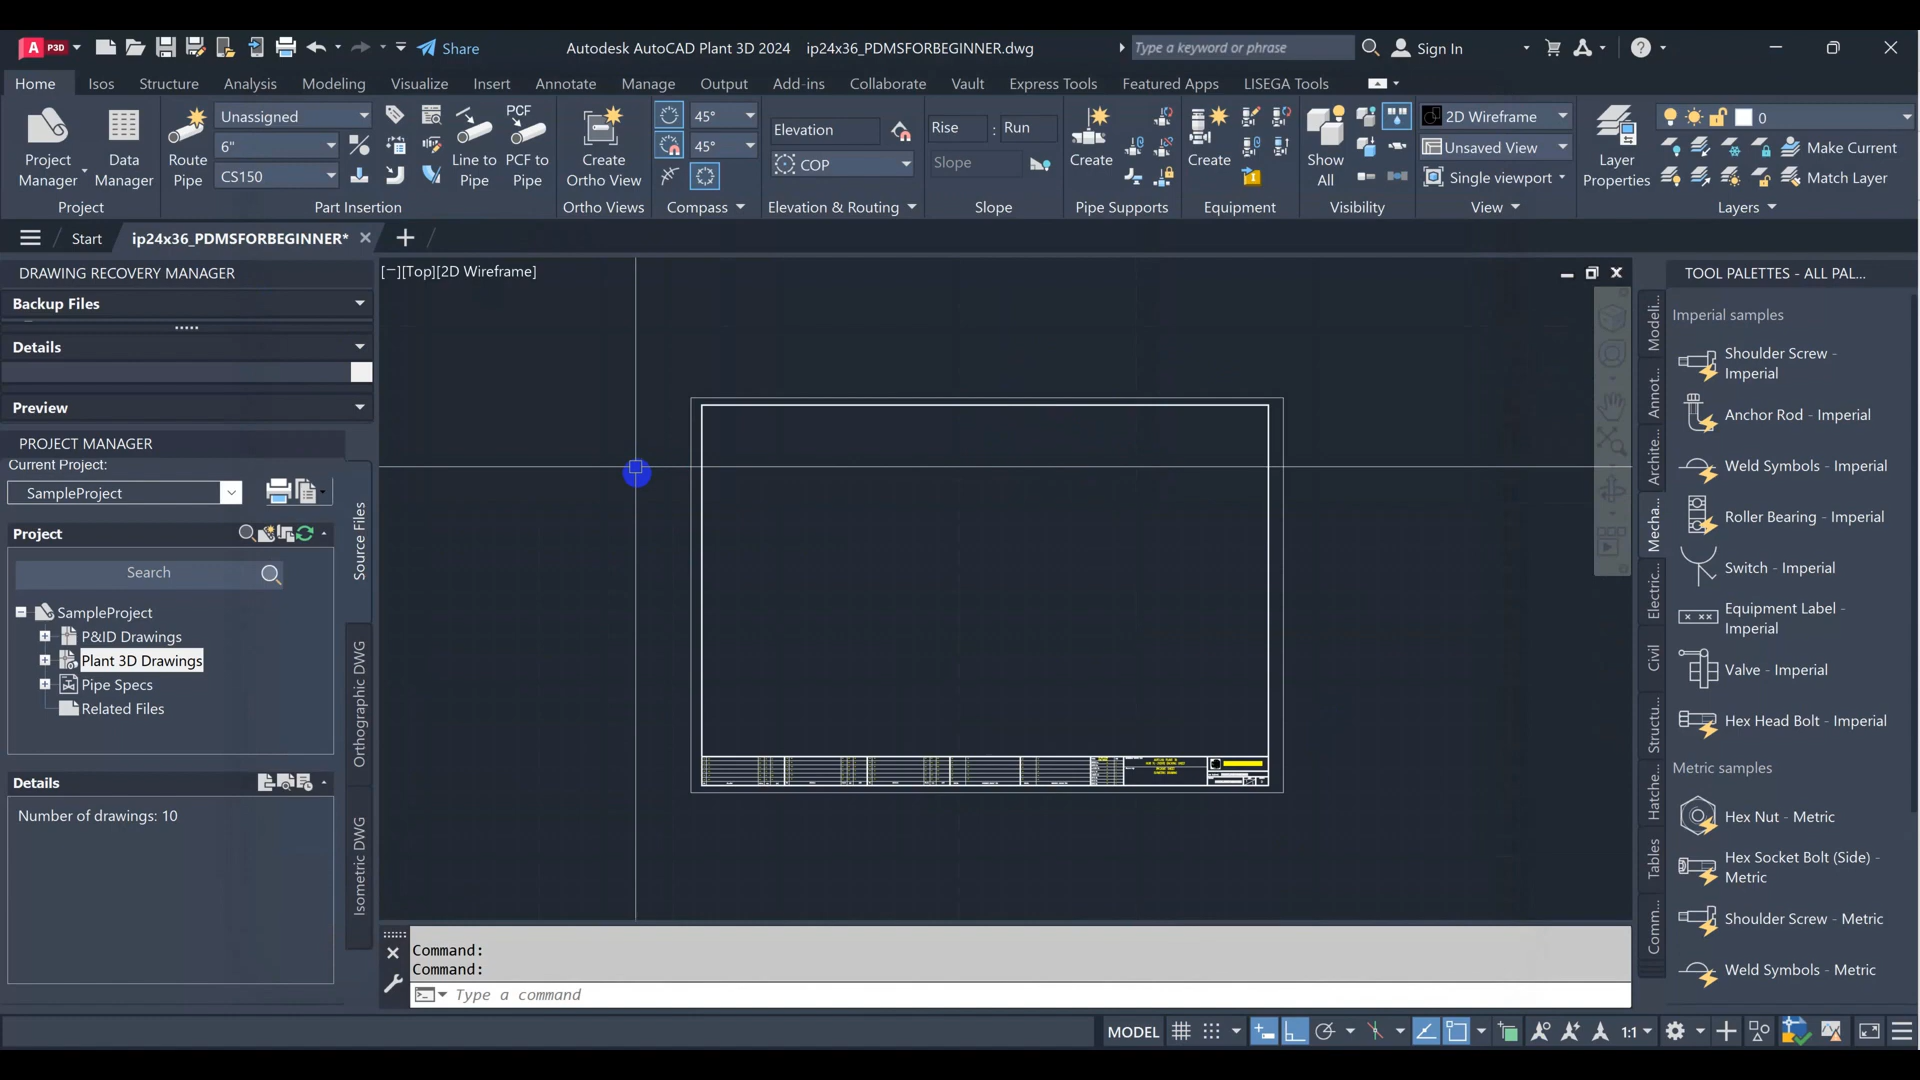 A P3D
Share
Autodesk AutoCAD Plant 3D 2024 ip24x36_PDMSFORBEGINNER.dwg
Type a keyword or phrase
Sign In
Home Isos Structure Analysis Modeling Visualize Insert Annotate Manage Output Add-ins Collaborate Vault Express Tools Featured Apps LISEGA Tools
Project Manager
Data Manager
Project
Route Pipe
Unassigned
6"
CS150
Line to Pipe
PCF
PCF to Pipe
Part Insertion
Create Ortho View
Ortho Views
45°
45°
Compass
Elevation
COP
Elevation & Routing
Rise : Run
Slope
Slope
Create
Pipe Supports
Create
Equipment
Show All
Visibility
2D Wireframe
Unsaved View
Single viewport
View
Layer Properties
0
Make Current
Match Layer
Layers
Start
ip24x36_PDMSFORBEGINNER*
DRAWING RECOVERY MANAGER
Backup Files
Details
Preview
PROJECT MANAGER
Current Project:
SampleProject
Project
Search
SampleProject
P&ID Drawings
Plant 3D Drawings
Pipe Specs
Related Files
Details
Number of drawings: 10
Source Files
Orthographic DWG
Isometric DWG
[−][Top][2D Wireframe]
Command:
Command:
Type a command
TOOL PALETTES - ALL PAL...
Modeli...
Annot...
Archite...
Mecha...
Electric...
Civil
Structu...
Hatche...
Tables
Comm...
Imperial samples
Shoulder Screw -
Imperial
Anchor Rod - Imperial
Weld Symbols - Imperial
Roller Bearing - Imperial
Switch - Imperial
Equipment Label -
Imperial
Valve - Imperial
Hex Head Bolt - Imperial
Metric samples
Hex Nut - Metric
Hex Socket Bolt (Side) -
Metric
Shoulder Screw - Metric
Weld Symbols - Metric
MODEL
1:1